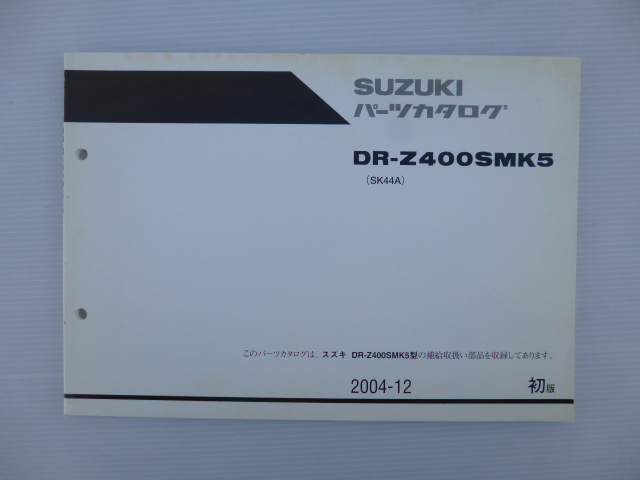 SUZUKI
パーツカタログ
DR-Z400SMK5
(SK44A)
このパーツカタログは、スズキ DR-Z400SMK5型の補給取扱い部品を収録してあります。
2004-12 初版